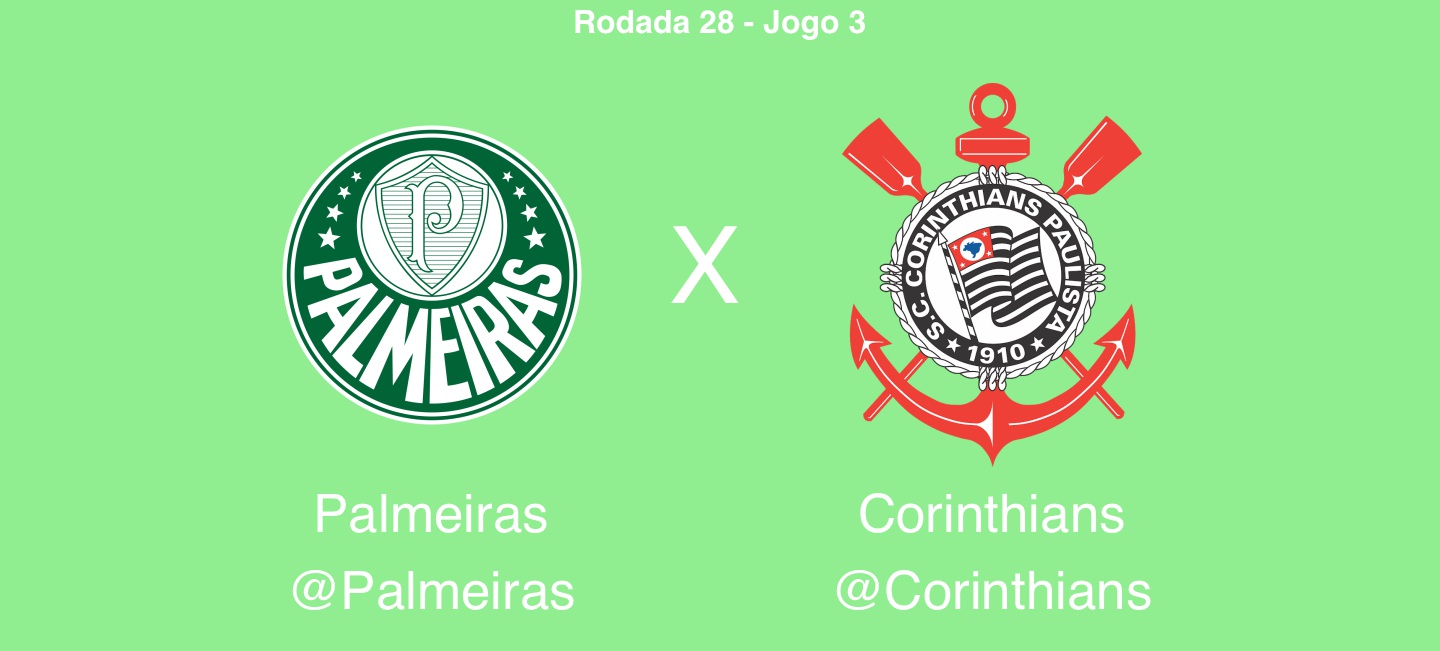 Rodada 28 - Jogo 3
P
PALMEIRAS
X
S.C. CORINTHIANS PAULISTA
1910
Palmeiras
Corinthians
@Palmeiras
@Corinthians